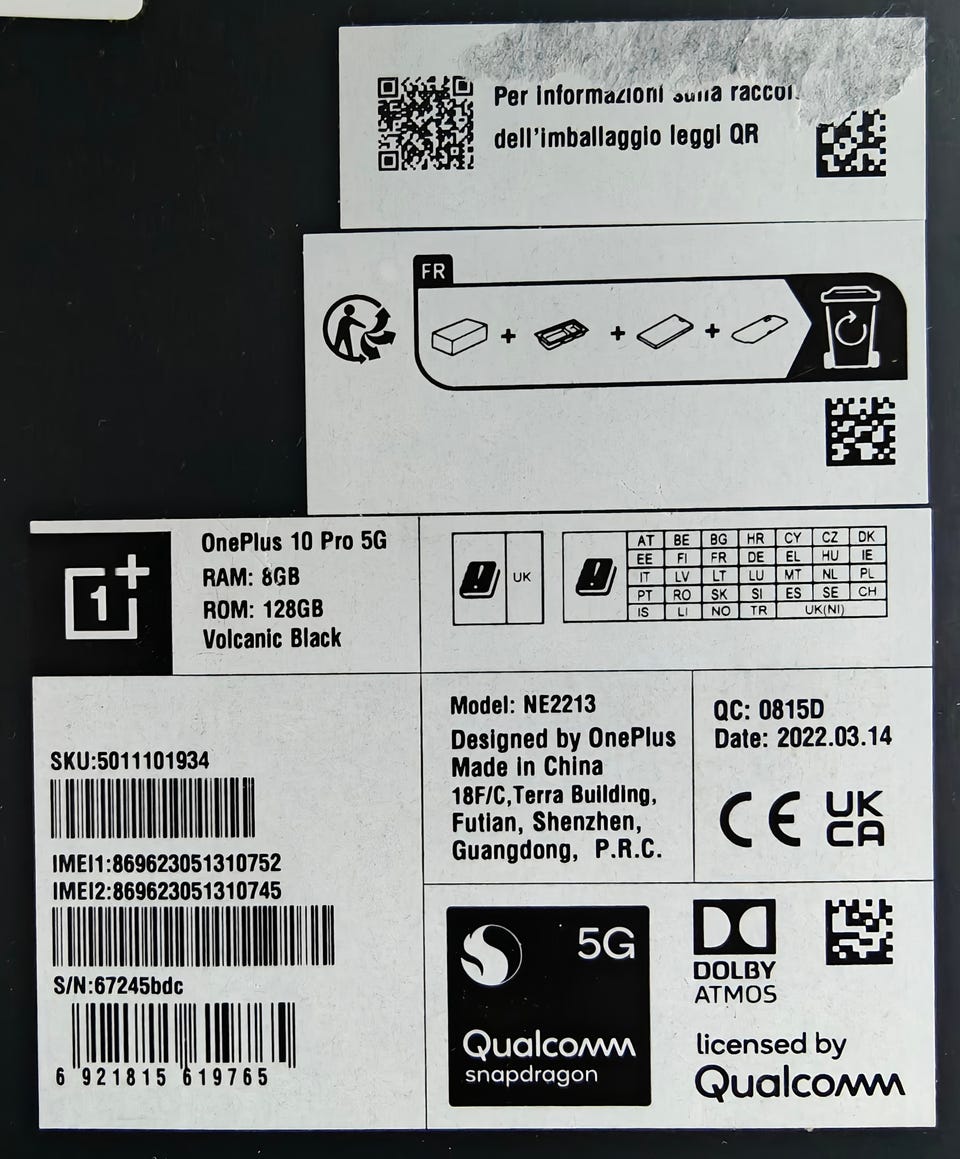 Per informazioni sulla
dell'imballaggio leggi QR
FR
OnePlus 10 Pro 5G
RAM: 8GB
ROM: 128GB
Volcanic Black
UK
AT BE BG HR CY CZ DK
EE FI FR DE EL HU IE
IT LV LT LU MT NL PL
PT RO SK SI ES SE CH
IS LI NO TR UK(NI)
SKU:5011101934
IMEI1:869623051310752
IMEI2:869623051310745
S/N:67245bdc
6 921815 619765
Model: NE2213
Designed by OnePlus
Made in China
18F/C,Terra Building,
Futian, Shenzhen,
Guangdong, P.R.C.
QC: 0815D
Date: 2022.03.14
CE
UK
CA
5G
Qualcomm
snapdragon
DOLBY
ATMOS
licensed by
Qualcomm